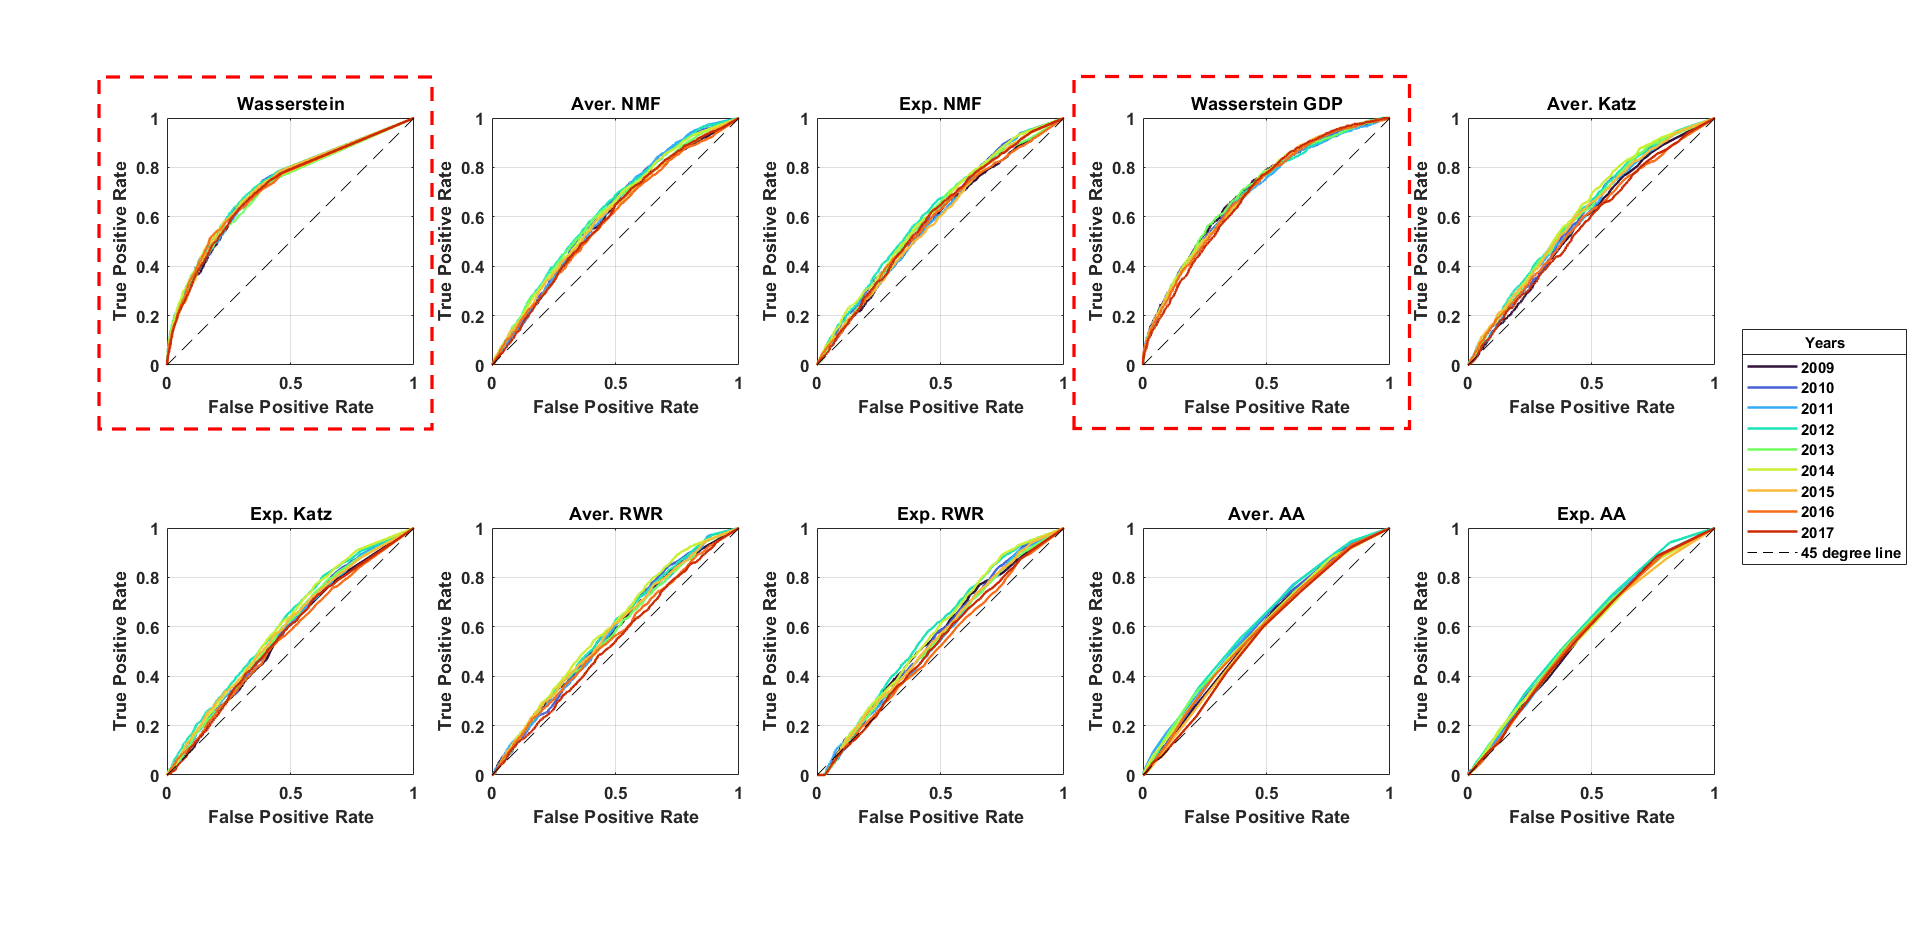 Wasserstein
True Positive Rate
1
0.8
0.6
0.4
0.2
0
0 0.5 1
False Positive Rate
Aver. NMF
True Positive Rate
1
0.8
0.6
0.4
0.2
0
0 0.5 1
False Positive Rate
Exp. NMF
True Positive Rate
1
0.8
0.6
0.4
0.2
0
0 0.5 1
False Positive Rate
Wasserstein GDP
True Positive Rate
1
0.8
0.6
0.4
0.2
0
0 0.5 1
False Positive Rate
Aver. Katz
True Positive Rate
1
0.8
0.6
0.4
0.2
0
0 0.5 1
False Positive Rate
Years
2009
2010
2011
2012
2013
2014
2015
2016
2017
45 degree line
Exp. Katz
True Positive Rate
1
0.8
0.6
0.4
0.2
0
0 0.5 1
False Positive Rate
Aver. RWR
True Positive Rate
1
0.8
0.6
0.4
0.2
0
0 0.5 1
False Positive Rate
Exp. RWR
True Positive Rate
1
0.8
0.6
0.4
0.2
0
0 0.5 1
False Positive Rate
Aver. AA
True Positive Rate
1
0.8
0.6
0.4
0.2
0
0 0.5 1
False Positive Rate
Exp. AA
True Positive Rate
1
0.8
0.6
0.4
0.2
0
0 0.5 1
False Positive Rate